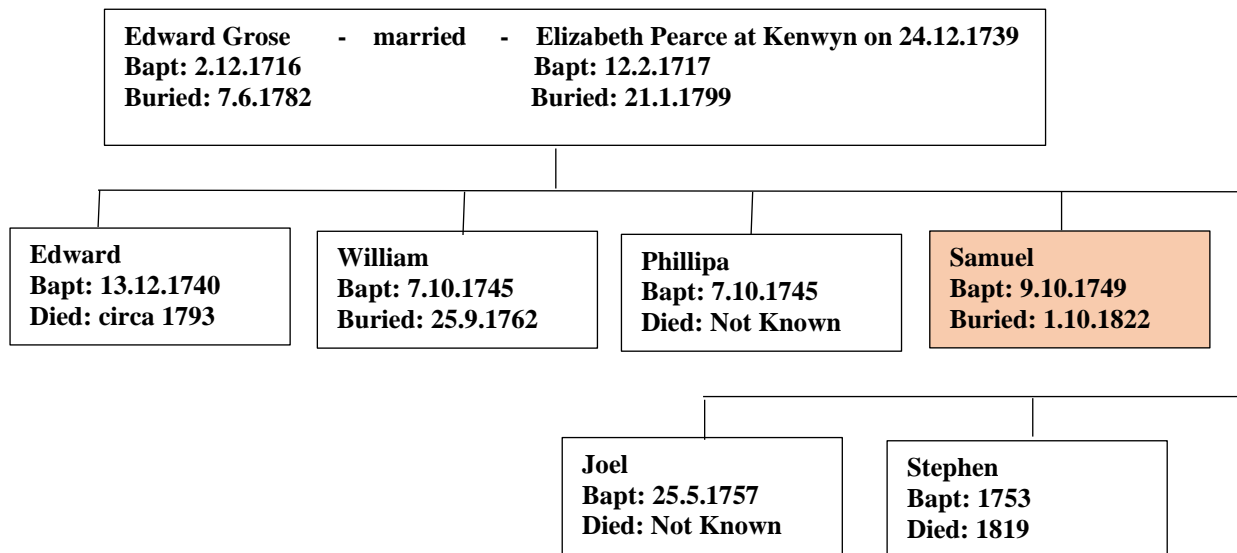 Edward Grose - married - Elizabeth Pearce at Kenwyn on 24.12.1739
Bapt: 2.12.1716 Bapt: 12.2.1717
Buried: 7.6.1782 Buried: 21.1.1799
Edward
Bapt: 13.12.1740
Died: circa 1793
William
Bapt: 7.10.1745
Buried: 25.9.1762
Phillipa
Bapt: 7.10.1745
Died: Not Known
Samuel
Bapt: 9.10.1749
Buried: 1.10.1822
Joel
Bapt: 25.5.1757
Died: Not Known
Stephen
Bapt: 1753
Died: 1819